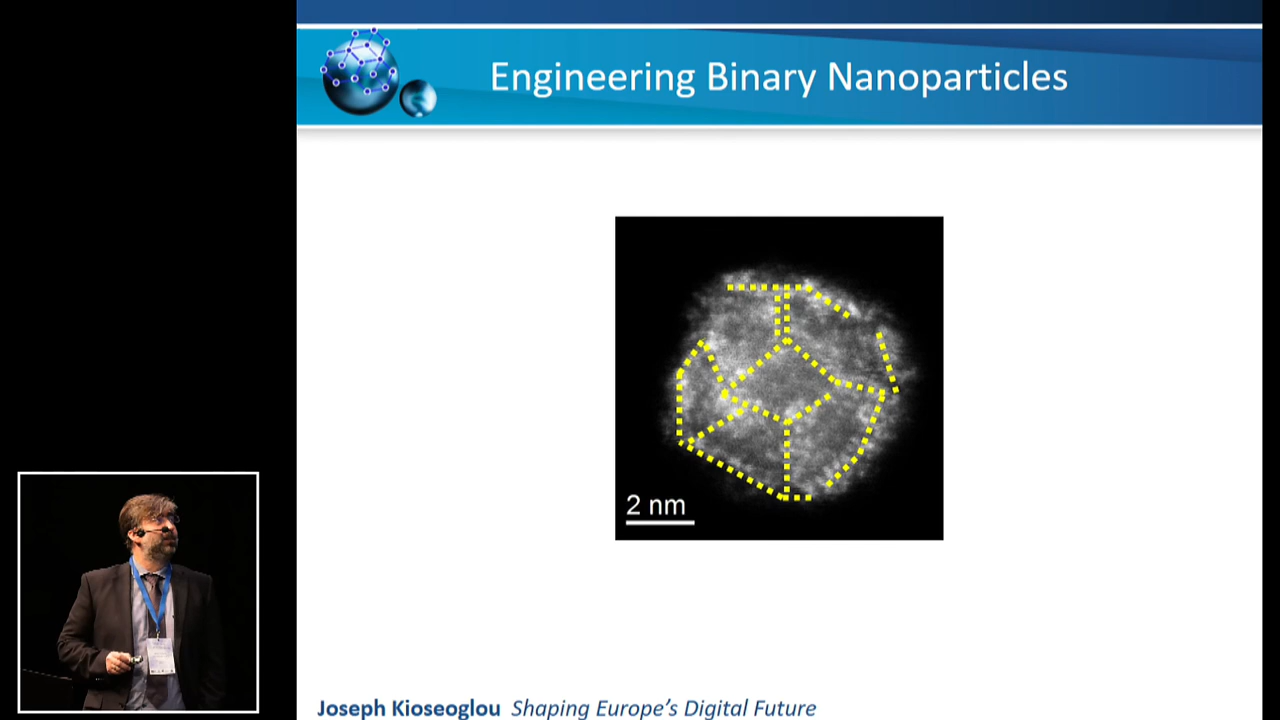 Engineering Binary Nanoparticles
2 nm
Joseph Kioseoglou Shaping Europe's Digital Future